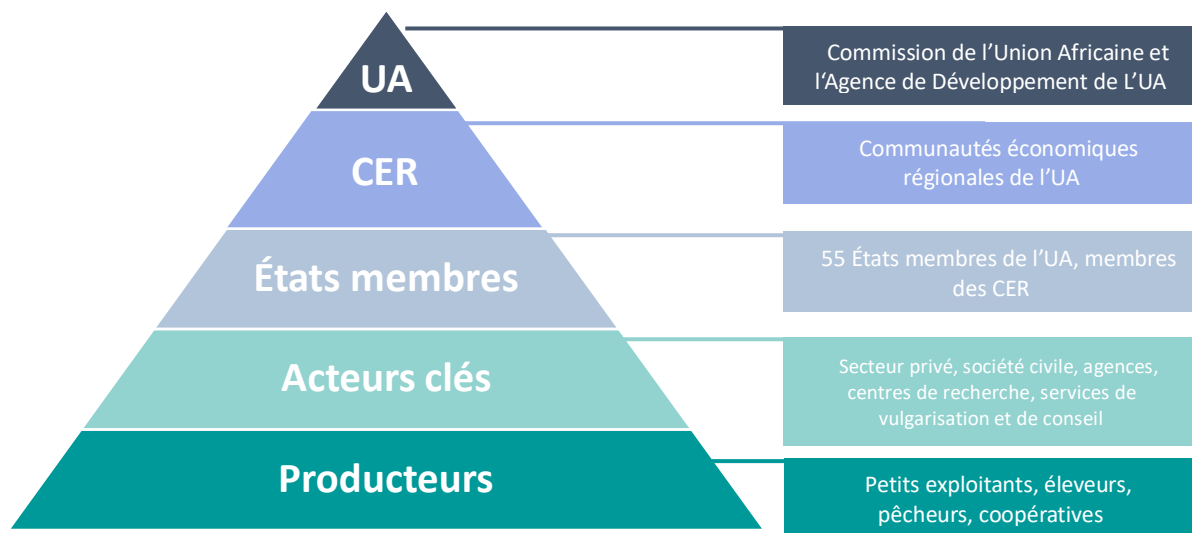 UA
Commission de l’Union Africaine et
l‘Agence de Développement de L’UA
CER
Communautés économiques
régionales de l’UA
États membres
55 États membres de l’UA, membres
des CER
Acteurs clés
Secteur privé, société civile, agences,
centres de recherche, services de
vulgarisation et de conseil
Producteurs
Petits exploitants, éleveurs,
pêcheurs, coopératives